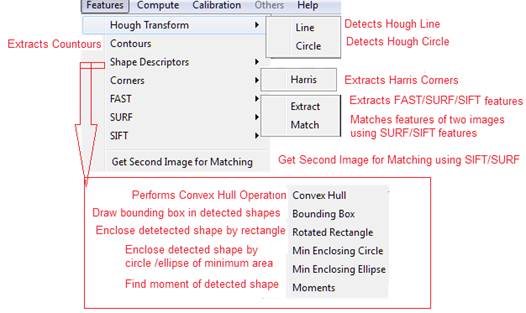 Features Compute Calibration Others Help
Hough Transform
Line
Detects Hough Line
Circle
Detects Hough Circle
Extracts Countours
Contours
Shape Descriptors
Corners
Harris
Extracts Harris Corners
FAST
Extract
Extracts FAST/SURF/SIFT features
SURF
Match
Matches features of two images
using SURF/SIFT features
SIFT
Get Second Image for Matching
Get Second Image for Matching using SIFT/SURF
Performs Convex Hull Operation
Convex Hull
Draw bounding box in detected shapes
Bounding Box
Enclose detetected shape by rectangle
Rotated Rectangle
Enclose detected shape by
circle /ellipse of minimum area
Min Enclosing Circle
Min Enclosing Ellipse
Find moment of detected shape
Moments